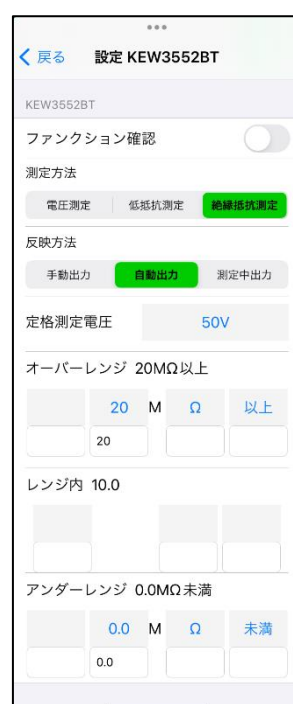 戻る 設定 KEW3552BT
KEW3552BT
ファンクション確認
測定方法
電圧測定 低抵抗測定 絶縁抵抗測定
反映方法
手動出力 自動出力 測定中出力
定格測定電圧 50V
オーバーレンジ 20MΩ以上
20 M Ω 以上
20
レンジ内 10.0
アンダーレンジ 0.0MΩ未満
0.0 M Ω 未満
0.0